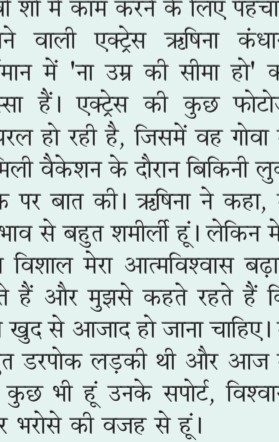 शो में काम करने के लिए पहचा
ने वाली एक्ट्रेस ऋषिना कंधा
मान में 'ना उम्र की सीमा हो' क
स्सा हैं। एक्ट्रेस की कुछ फोटोज
यरल हो रही है, जिसमें वह गोवा
मिली वैकेशन के दौरान बिकिनी लु
क पर बात की। ऋषिना ने कहा,
भाव से बहुत शर्मीली हूं। लेकिन मे
विशाल मेरा आत्मविश्वास बढ़ा
ते हैं और मुझसे कहते रहते हैं वि
खुद से आजाद हो जाना चाहिए।
त डरपोक लड़की थी और आज
कुछ भी हूं उनके सपोर्ट, विश्वा
र भरोसे की वजह से हूं।